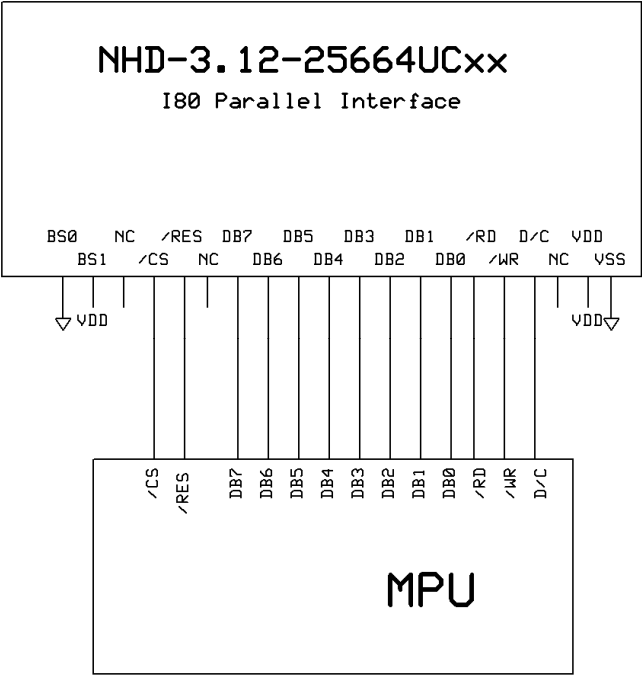 NHD-3.12-25664UCxx
I80 Parallel Interface
BS0 NC /RES DB7 DB5 DB3 DB1 /RD D/C VDD
BS1 /CS NC DB6 DB4 DB2 DB0 /WR NC VSS
VDD VDD
/CS /RES DB7 DB6 DB5 DB4 DB3 DB2 DB1 DB0 /RD /WR D/C
MPU